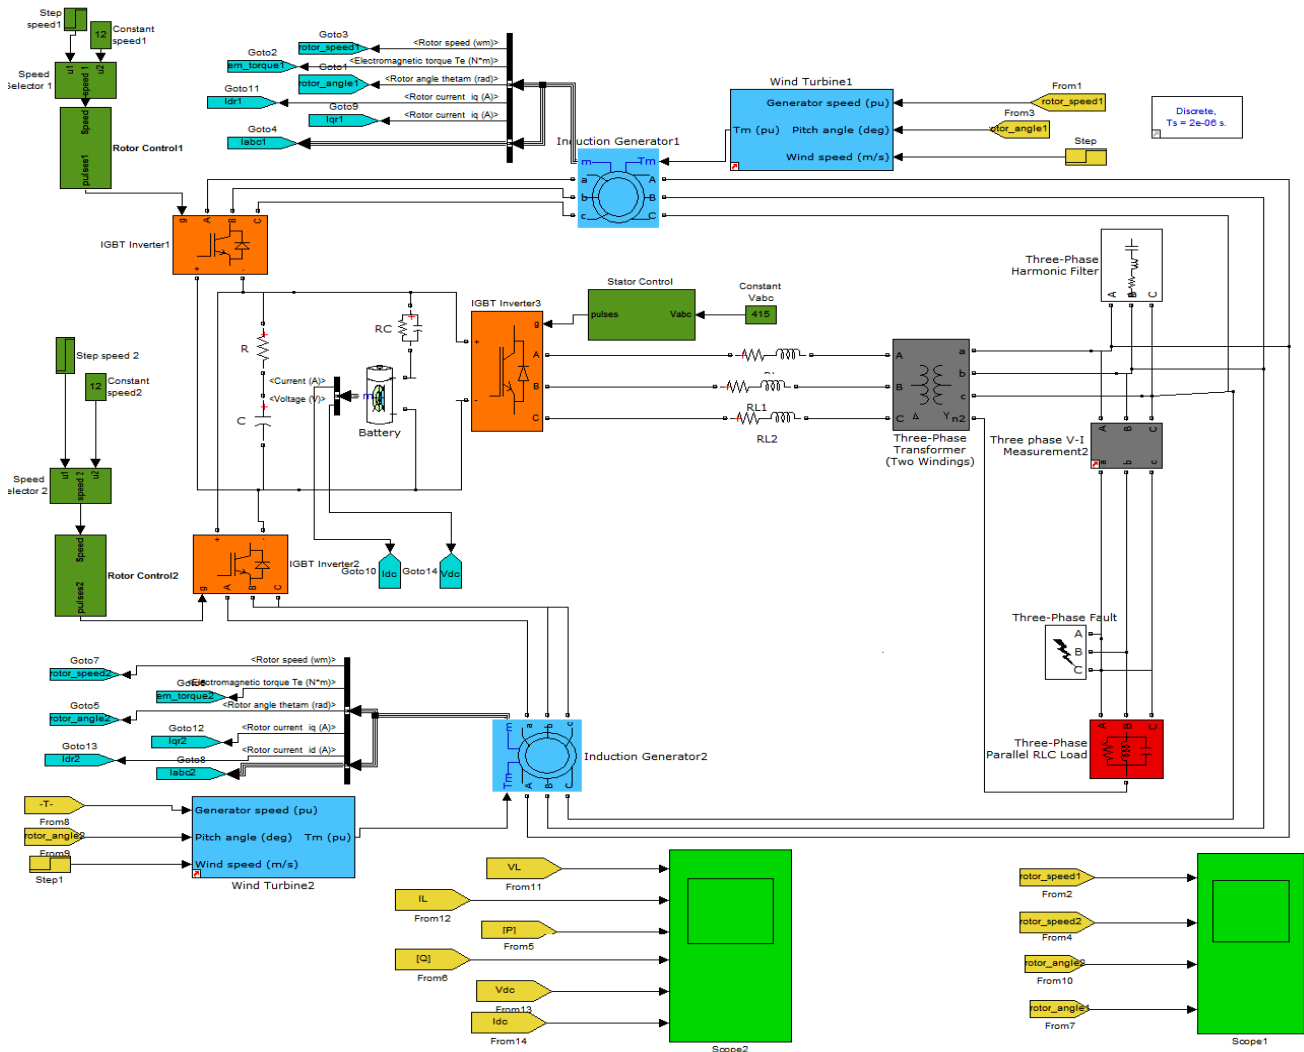 Step
speed1
12
Constant
speed1
u1
u2
Speed
Selector 1
speed 1
Speed
pulses1
Rotor Control1
Goto3
rotor_speed1
<Rotor speed (wm)>
Goto2
em_torque1
<Electromagnetic torque Te (N*m)>
Goto1
rotor_angle1
<Rotor angle thetam (rad)>
Goto11
Idr1
<Rotor current iq (A)>
Goto9
Iqr1
<Rotor current iq (A)>
Goto4
Iabc1
Induction Generator1
m
Tm
a
b
c
A
B
C
Wind Turbine1
Generator speed (pu)
Tm (pu)
Pitch angle (deg)
Wind speed (m/s)
From1
rotor_speed1
From3
rotor_angle1
Step
Discrete,
Ts = 2e-06 s.
g
A
B
C
IGBT Inverter1
+
-
Three-Phase
Harmonic Filter
A
B
C
Stator Control
pulses
Vabc
Constant
Vabc
415
IGBT Inverter3
g
+
-
A
B
C
R
C
RC
<Current (A)>
<Voltage (V)>
m
Battery
RL1
RL2
A
B
C
a
b
c
n2
Δ
Y
Three-Phase
Transformer
(Two Windings)
Three phase V-I
Measurement2
A
B
C
a
b
c
Step speed 2
12
Constant
speed2
u1
u2
Speed
elector 2
speed 2
Speed
pulses2
Rotor Control2
g
A
B
C
+
-
IGBT Inverter2
Goto10
Idc
Goto14
Vdc
Three-Phase Fault
A
B
C
Three-Phase
Parallel RLC Load
A
B
C
Goto7
rotor_speed2
<Rotor speed (wm)>
em_torque2
Electromagnetic torque Te (N*m)>
Goto5
rotor_angle2
<Rotor angle thetam (rad)>
Goto12
Iqr2
<Rotor current iq (A)>
Goto13
Idr2
<Rotor current id (A)>
Goto8
Iabc2
m
Tm
a
b
c
A
B
C
Induction Generator2
-T-
From8
rotor_angle2
From9
Step1
Generator speed (pu)
Pitch angle (deg)
Tm (pu)
Wind speed (m/s)
Wind Turbine2
VL
From11
IL
From12
[P]
From5
[Q]
From6
Vdc
From13
Idc
From14
Scope2
rotor_speed1
From2
rotor_speed2
From4
rotor_angle2
From10
rotor_angle1
From7
Scope1